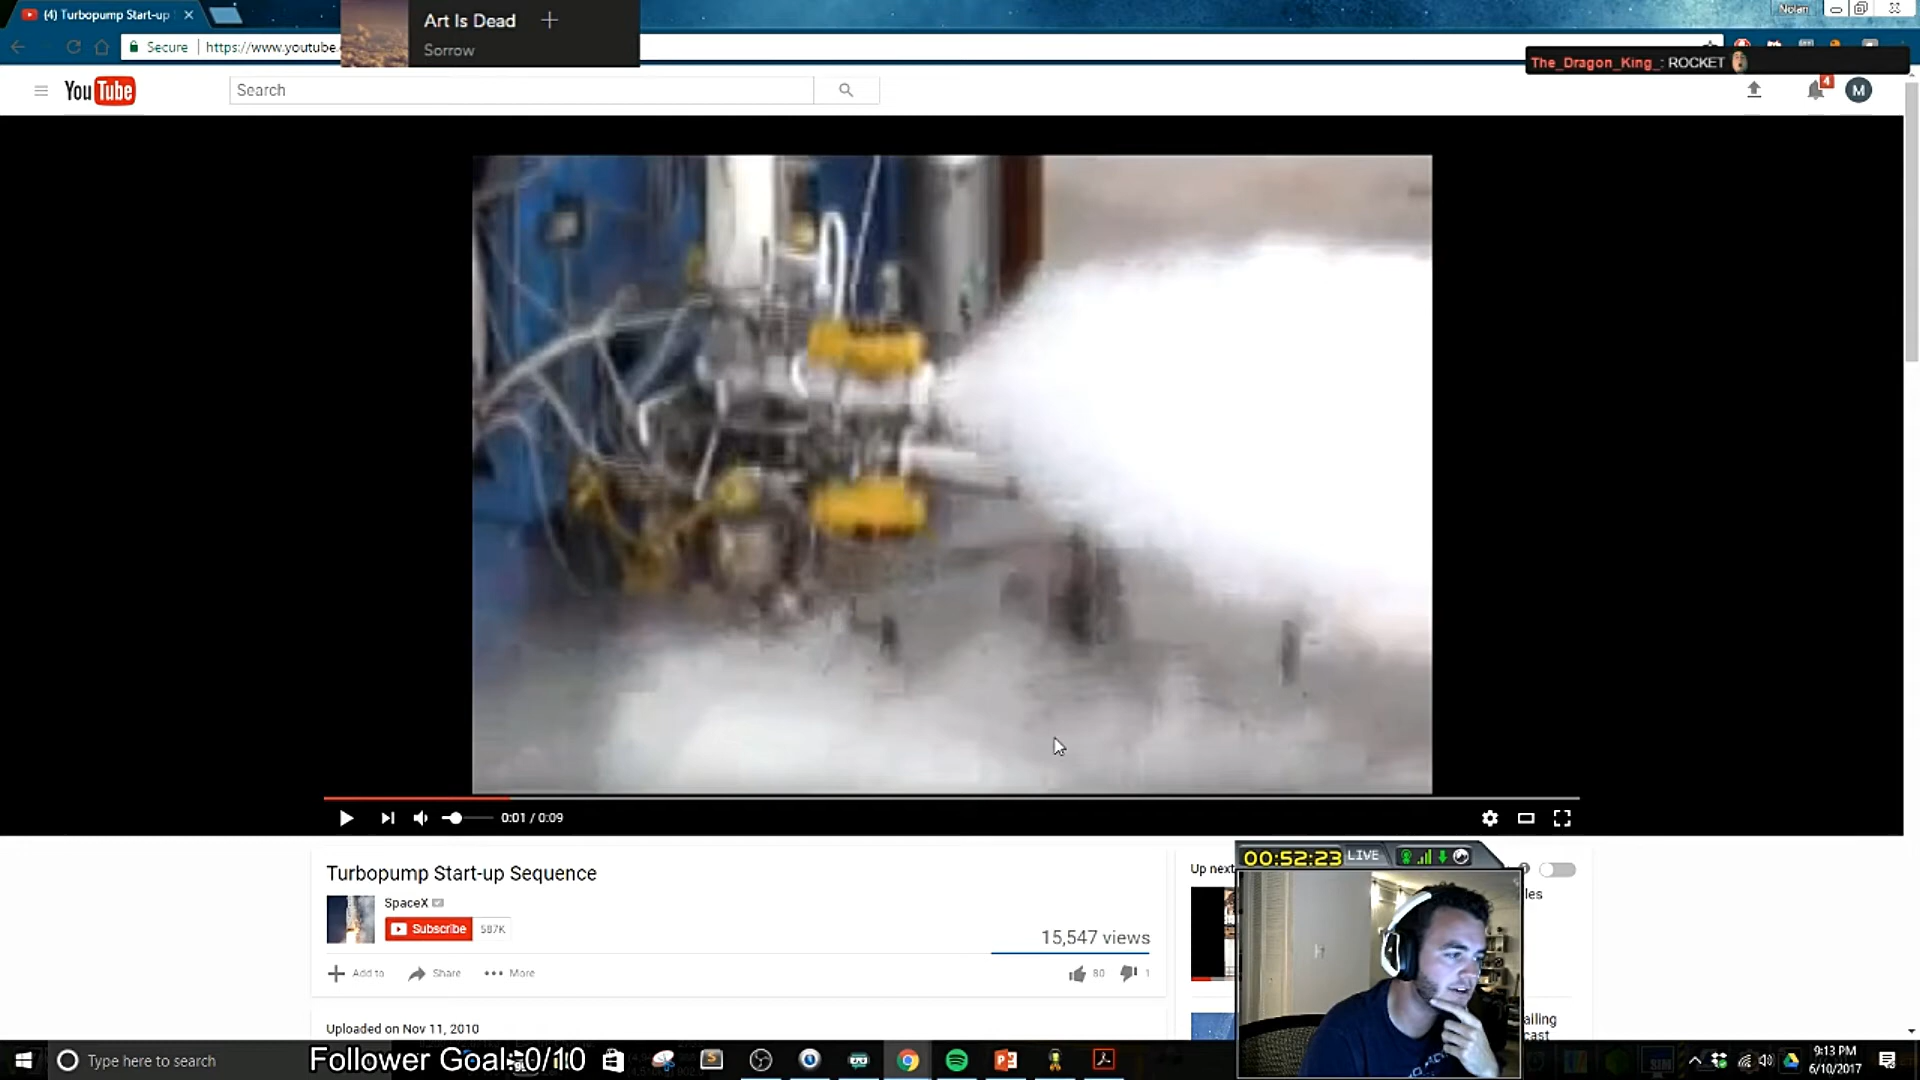 (4) Turbopump Start-up
Art Is Dead
Sorrow
Nolan
Secure
https://www.youtube.
The_Dragon_King_: ROCKET
YouTube
Search
4
M
0:01 / 0:09
Turbopump Start-up Sequence
SpaceX
Subscribe 587K
15,547 views
Add to
Share
More
80
1
Uploaded on Nov 11, 2010
Up next
00:52:23
LIVE
Type here to search
Follower Goal: 0/10
9:13 PM
6/10/2017